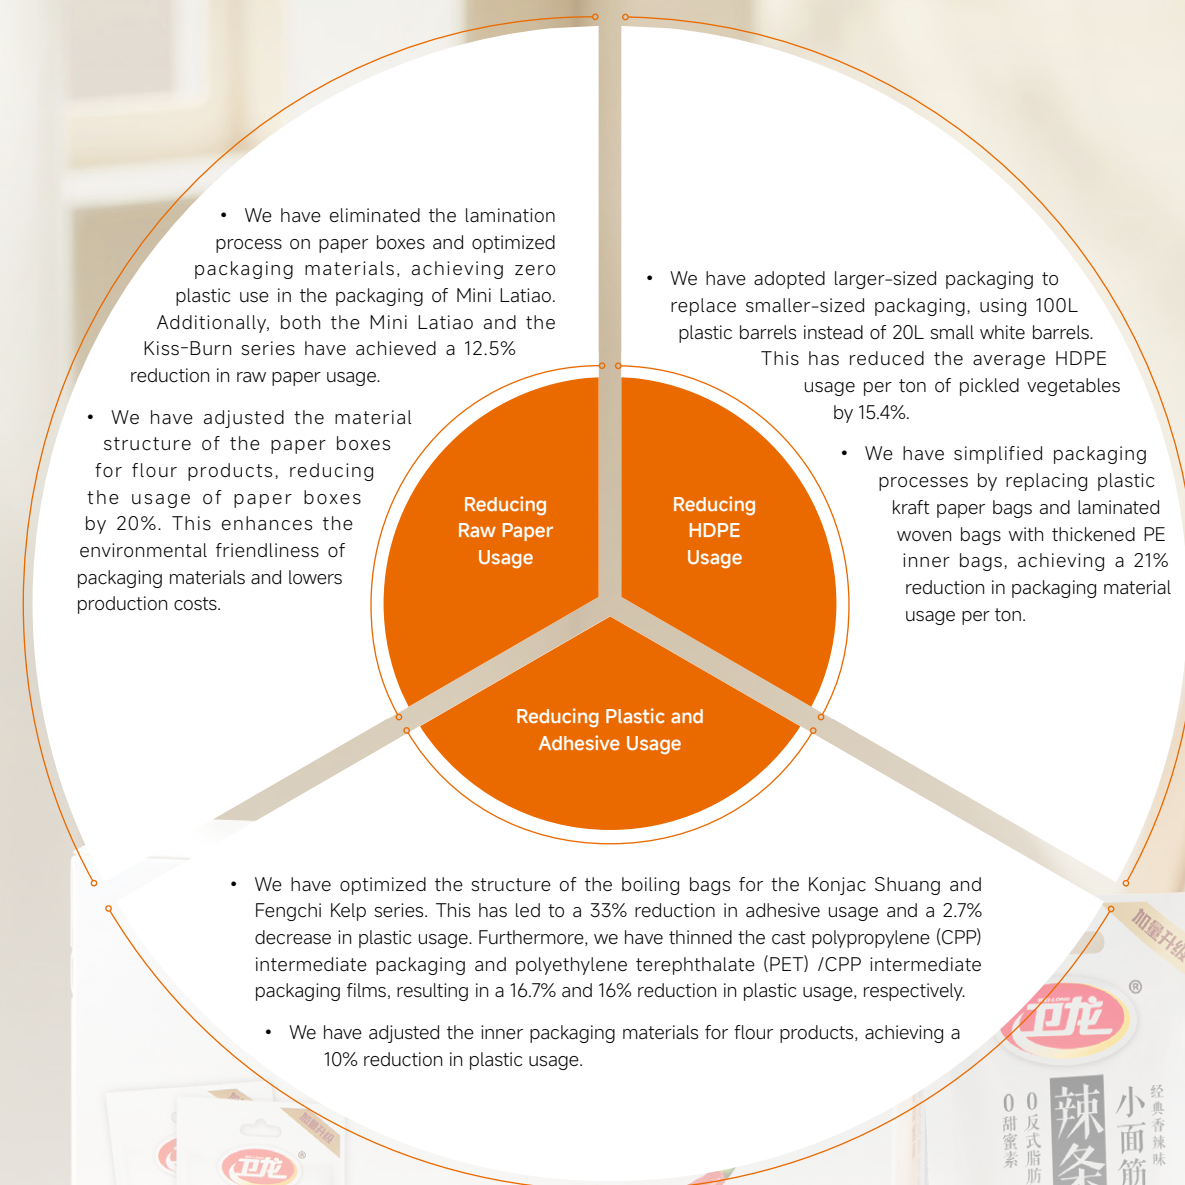 • We have eliminated the lamination
process on paper boxes and optimized
packaging materials, achieving zero
plastic use in the packaging of Mini Latiao.
Additionally, both the Mini Latiao and the
Kiss-Burn series have achieved a 12.5%
reduction in raw paper usage.
• We have adjusted the material
structure of the paper boxes
for flour products, reducing
the usage of paper boxes
by 20%. This enhances the
environmental friendliness of
packaging materials and lowers
production costs.
• We have adopted larger-sized packaging to
replace smaller-sized packaging, using 100L
plastic barrels instead of 20L small white barrels.
This has reduced the average HDPE
usage per ton of pickled vegetables
by 15.4%.
• We have simplified packaging
processes by replacing plastic
kraft paper bags and laminated
woven bags with thickened PE
inner bags, achieving a 21%
reduction in packaging material
usage per ton.
Reducing
Raw Paper
Usage
Reducing
HDPE
Usage
Reducing Plastic and
Adhesive Usage
• We have optimized the structure of the boiling bags for the Konjac Shuang and
Fengchi Kelp series. This has led to a 33% reduction in adhesive usage and a 2.7%
decrease in plastic usage. Furthermore, we have thinned the cast polypropylene (CPP)
intermediate packaging and polyethylene terephthalate (PET) /CPP intermediate
packaging films, resulting in a 16.7% and 16% reduction in plastic usage, respectively.
• We have adjusted the inner packaging materials for flour products, achieving a
10% reduction in plastic usage.
加量升级
卫龙®
经典香辣味
小面筋
辣条
0反式脂肪
0甜蜜素
加量升级
卫龙®